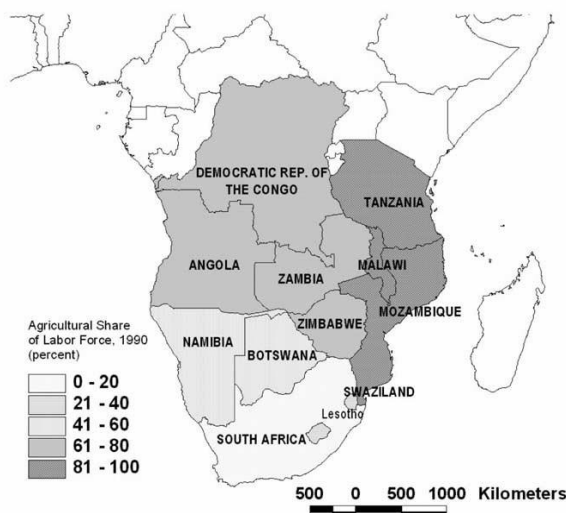 DEMOCRATIC REP. OF
THE CONGO
TANZANIA
ANGOLA
ZAMBIA
MALAWI
MOZAMBIQUE
ZIMBABWE
NAMIBIA
BOTSWANA
SWAZILAND
Lesotho
SOUTH AFRICA
Agricultural Share
of Labor Force, 1990
(percent)
0 - 20
21 - 40
41 - 60
61 - 80
81 - 100
500 0 500 1000 Kilometers